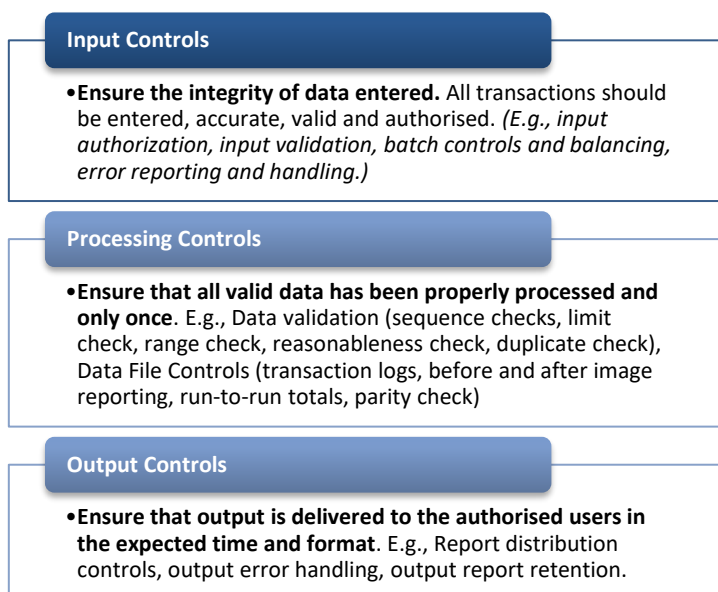 Input Controls
•Ensure the integrity of data entered. All transactions should
be entered, accurate, valid and authorised. (E.g., input
authorization, input validation, batch controls and balancing,
error reporting and handling.)
Processing Controls
•Ensure that all valid data has been properly processed and
only once. E.g., Data validation (sequence checks, limit
check, range check, reasonableness check, duplicate check),
Data File Controls (transaction logs, before and after image
reporting, run-to-run totals, parity check)
Output Controls
•Ensure that output is delivered to the authorised users in
the expected time and format. E.g., Report distribution
controls, output error handling, output report retention.